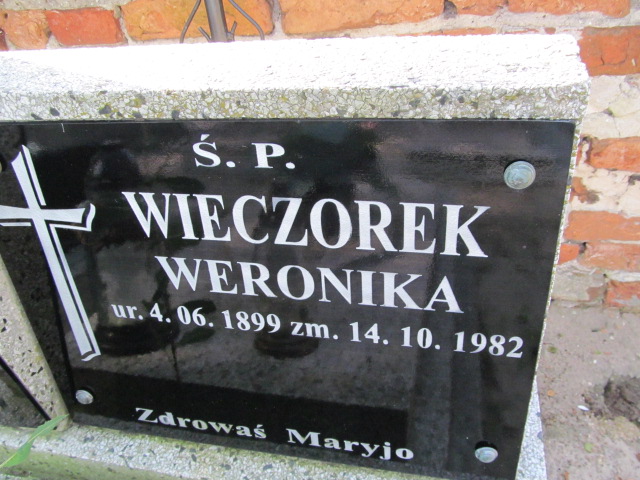 Ś. P.
WIECZOREK
WERONIKA
ur. 4. 06. 1899 zm. 14. 10. 1982
Zdrowaś Maryjo